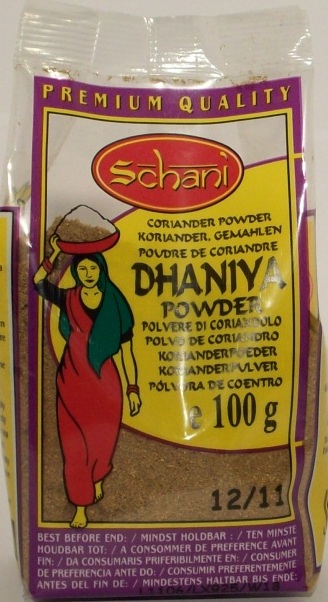 PREMIUM QUALITY
Schani
CORIANDER POWDER
KORIANDER, GEMAHLEN
POUDRE DE CORIANDRE
DHANIYA
POWDER
POLVERE DI CORIANDOLO
POLVO DE CORIANDRO
KORIANDERPOEDER
KORIANDERPULVER
PÓLVORA DE COENTRO
e 100 g
12/11
BEST BEFORE END: / MINDST HOLDBAR : / TEN MINSTE
HOUDBAR TOT: / A CONSOMMER DE PREFERENCE AVANT
FIN: / DA CONSUMARIS PRIFERIBILMENTE EN: / CONSUMER
DE PREFERENCIA ANTE DO: / CONSUMIR PREFERENTEMENTE
ANTES DEL FIN DE: / MINDESTENS HALTBAR BIS ENDE: